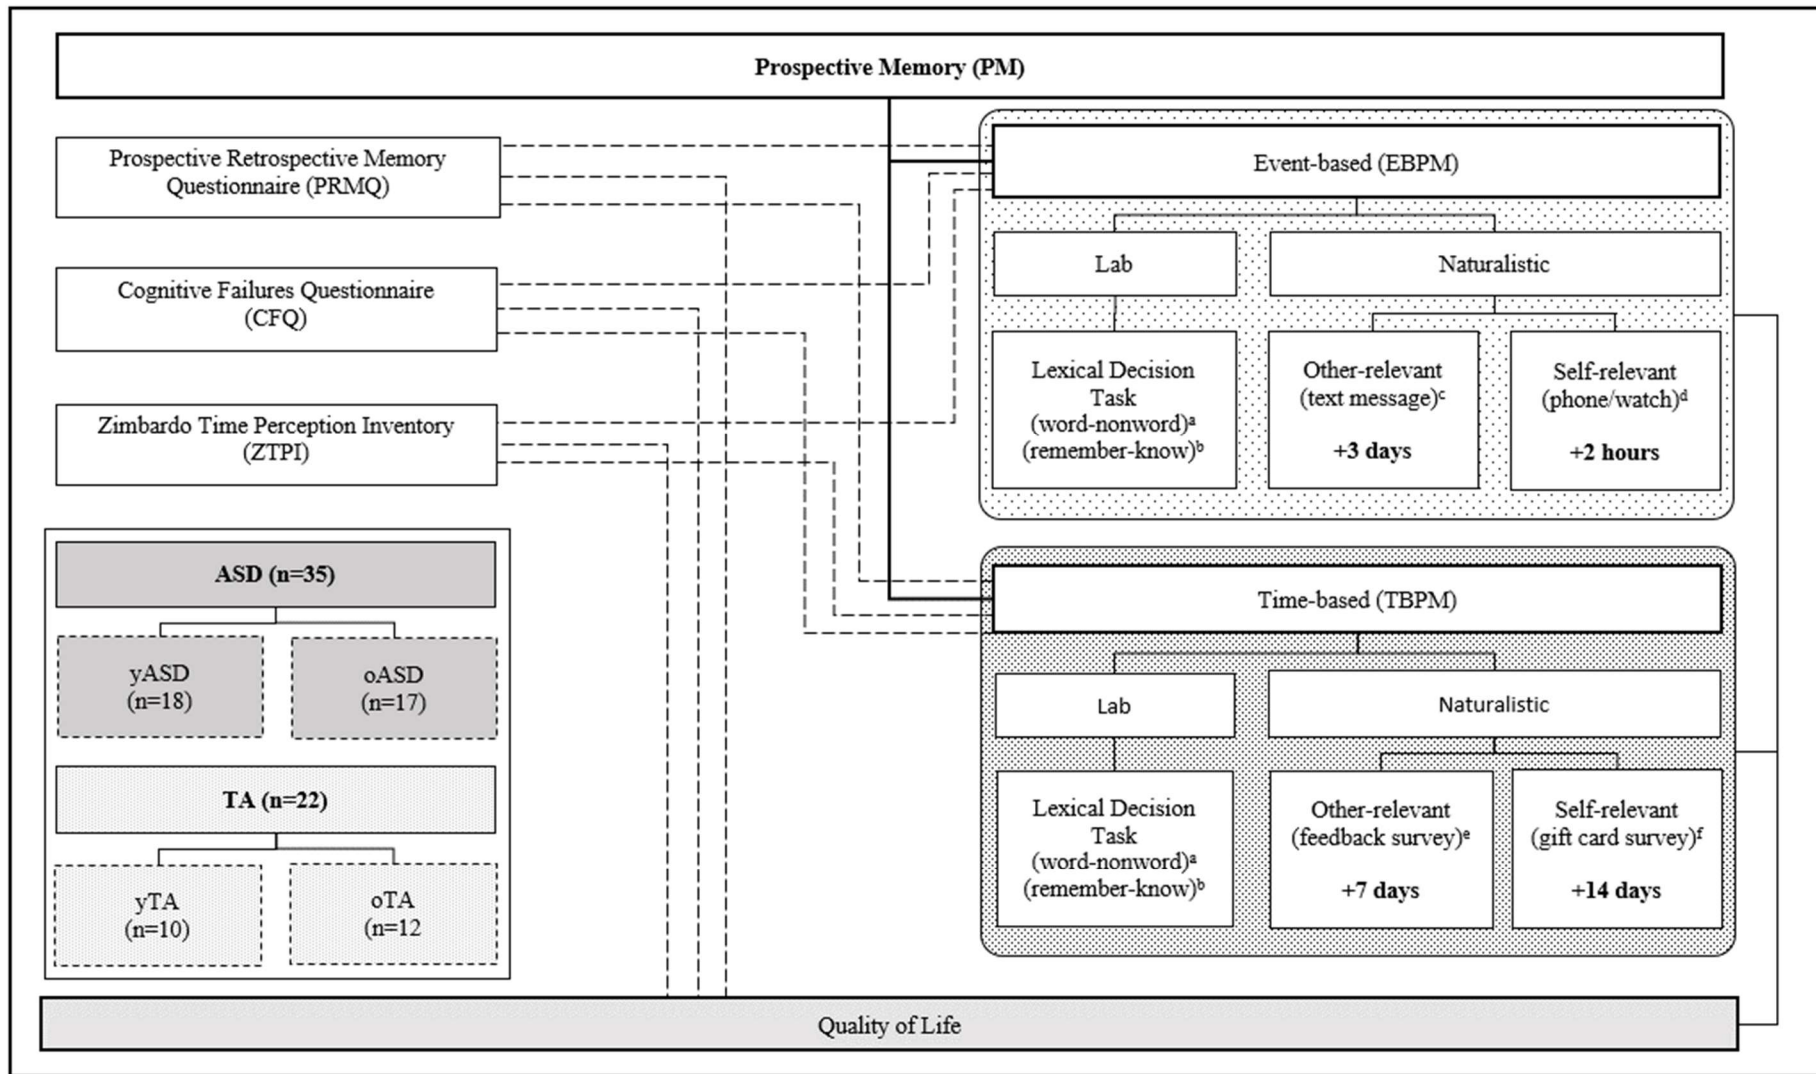 Prospective Memory (PM)
Prospective Retrospective Memory
Questionnaire (PRMQ)
Cognitive Failures Questionnaire
(CFQ)
Zimbardo Time Perception Inventory
(ZTPI)
ASD (n=35)
yASD
(n=18)
oASD
(n=17)
TA (n=22)
yTA
(n=10)
oTA
(n=12
Event-based (EBPM)
Lab
Naturalistic
Lexical Decision
Task
(word-nonword)ᵃ
(remember-know)ᵇ
Other-relevant
(text message)ᶜ
+3 days
Self-relevant
(phone/watch)ᵈ
+2 hours
Time-based (TBPM)
Lab
Naturalistic
Lexical Decision
Task
(word-nonword)ᵃ
(remember-know)ᵇ
Other-relevant
(feedback survey)ᵉ
+7 days
Self-relevant
(gift card survey)ᶠ
+14 days
Quality of Life